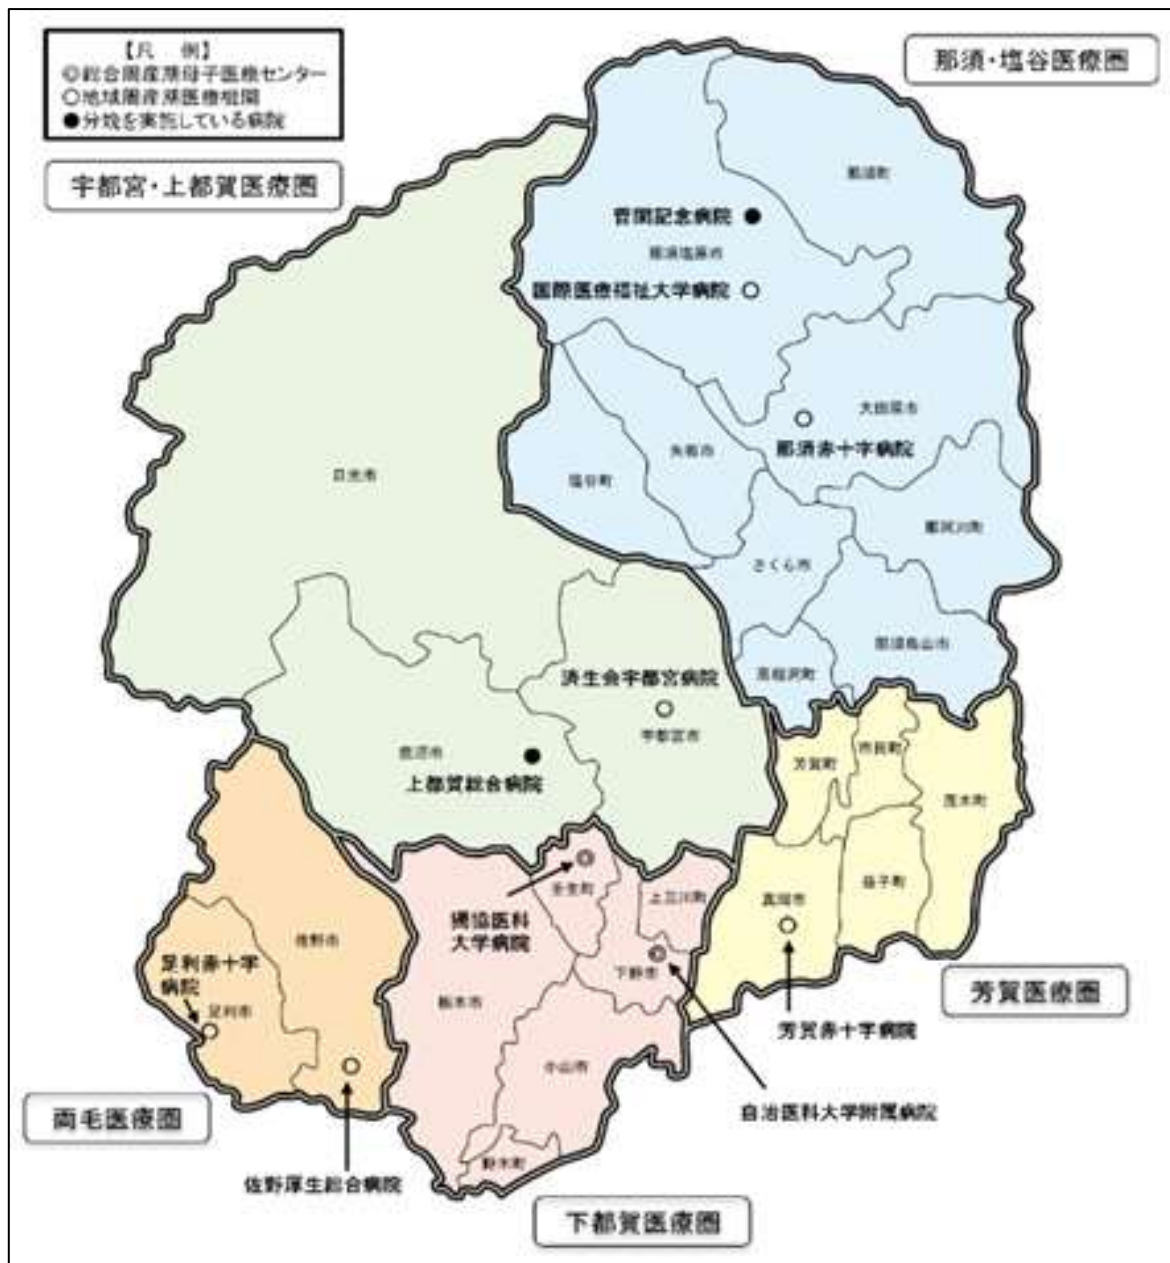 【凡 例】
◎総合周産期母子医療センター
○地域周産期医療機関
●分娩を実施している病院
那須・塩谷医療圏
宇都宮・上都賀医療圏
那須町
菅間記念病院
那須塩原市
国際医療福祉大学病院
大田原市
那須赤十字病院
矢板市
日光市
塩谷町
那珂川町
さくら市
那須烏山市
高根沢町
済生会宇都宮病院
宇都宮市
鹿沼市
上都賀総合病院
市貝町
芳賀町
茂木町
壬生町
益子町
上三川町
真岡市
獨協医科
大学病院
佐野市
足利赤十字
病院
下野市
芳賀医療圏
栃木市
足利市
芳賀赤十字病院
小山市
両毛医療圏
自治医科大学附属病院
野木町
佐野厚生総合病院
下都賀医療圏